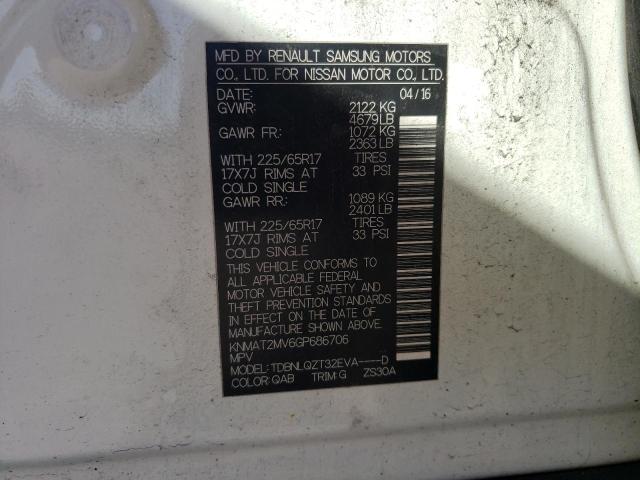 MFD BY RENAULT SAMSUNG MOTORS
CO., LTD. FOR NISSAN MOTOR CO., LTD.
DATE: 04/16
GVWR: 2122 KG
4679 LB
GAWR FR: 1072 KG
2363 LB
WITH 225/65R17 TIRES
17X7J RIMS AT 33 PSI
COLD SINGLE
GAWR RR: 1089 KG
2401 LB
WITH 225/65R17 TIRES
17X7J RIMS AT 33 PSI
COLD SINGLE
THIS VEHICLE CONFORMS TO
ALL APPLICABLE FEDERAL
MOTOR VEHICLE SAFETY AND
THEFT PREVENTION STANDARDS
IN EFFECT ON THE DATE OF
MANUFACTURE SHOWN ABOVE.
KNMAT2MV6GP686706
MPV
MODEL: TDBNLQZT32EVA----D
COLOR: QAB TRIM: G ZS30A